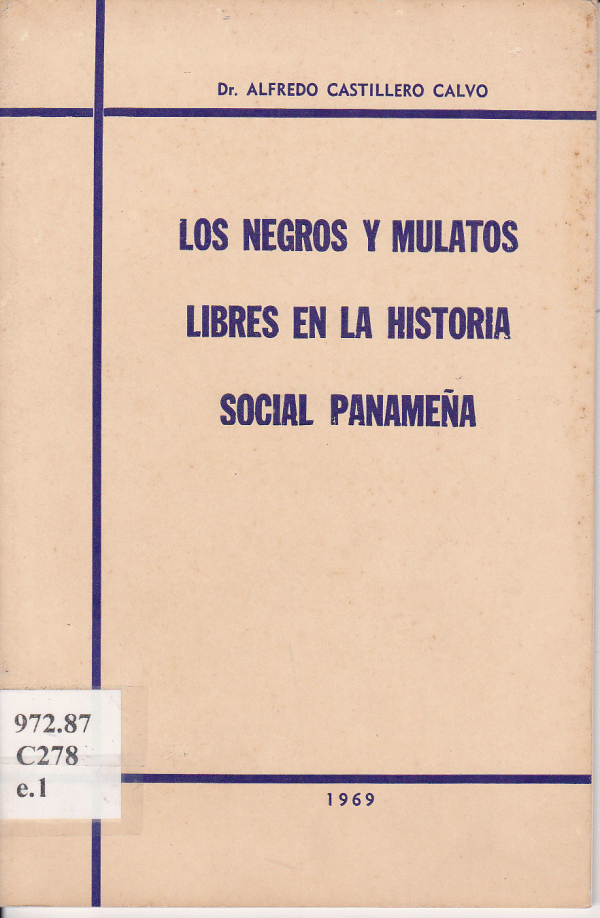 Dr. ALFREDO CASTILLERO CALVO
LOS NEGROS Y MULATOS
LIBRES EN LA HISTORIA
SOCIAL PANAMEÑA
972.87
C278
e.1
1969